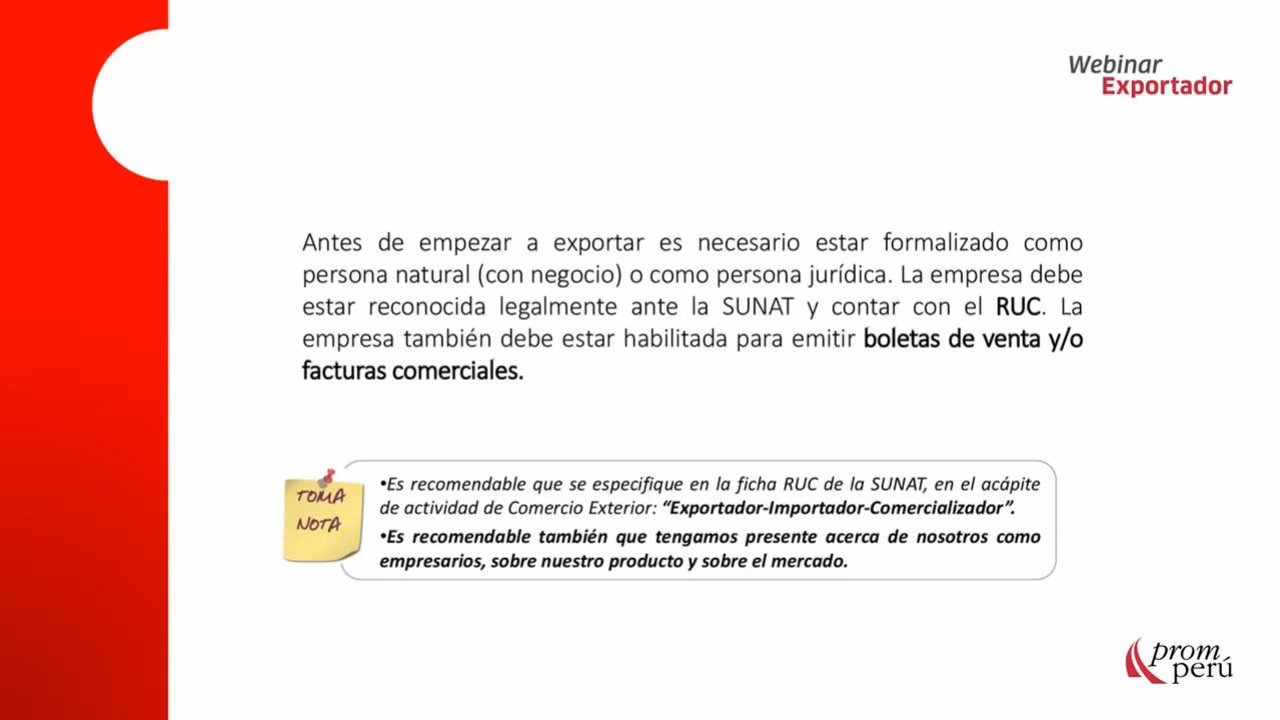 Webinar
Exportador
Antes de empezar a exportar es necesario estar formalizado como
persona natural (con negocio) o como persona jurídica. La empresa debe
estar reconocida legalmente ante la SUNAT y contar con el RUC. La
empresa también debe estar habilitada para emitir boletas de venta y/o
facturas comerciales.
TOMA
NOTA
•Es recomendable que se especifique en la ficha RUC de la SUNAT, en el acápite
de actividad de Comercio Exterior: “Exportador-Importador-Comercializador”.
•Es recomendable también que tengamos presente acerca de nosotros como
empresarios, sobre nuestro producto y sobre el mercado.
prom
perú